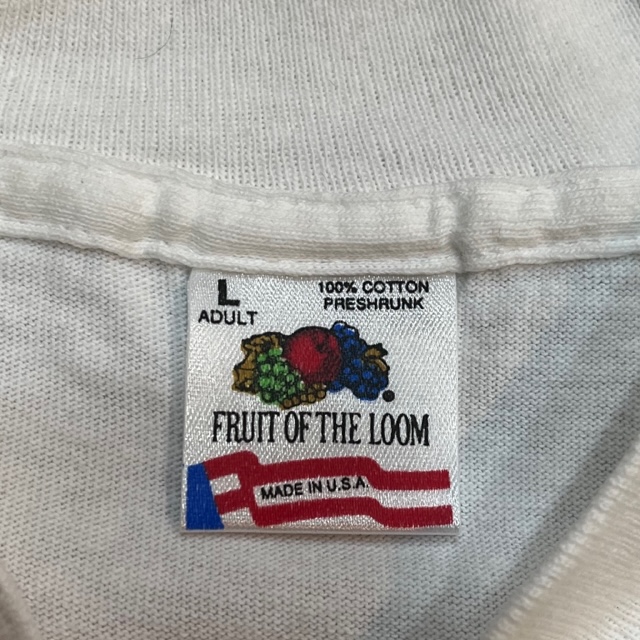 L
ADULT
100% COTTON
PRESHRUNK
FRUIT OF THE LOOM
MADE IN U.S.A.